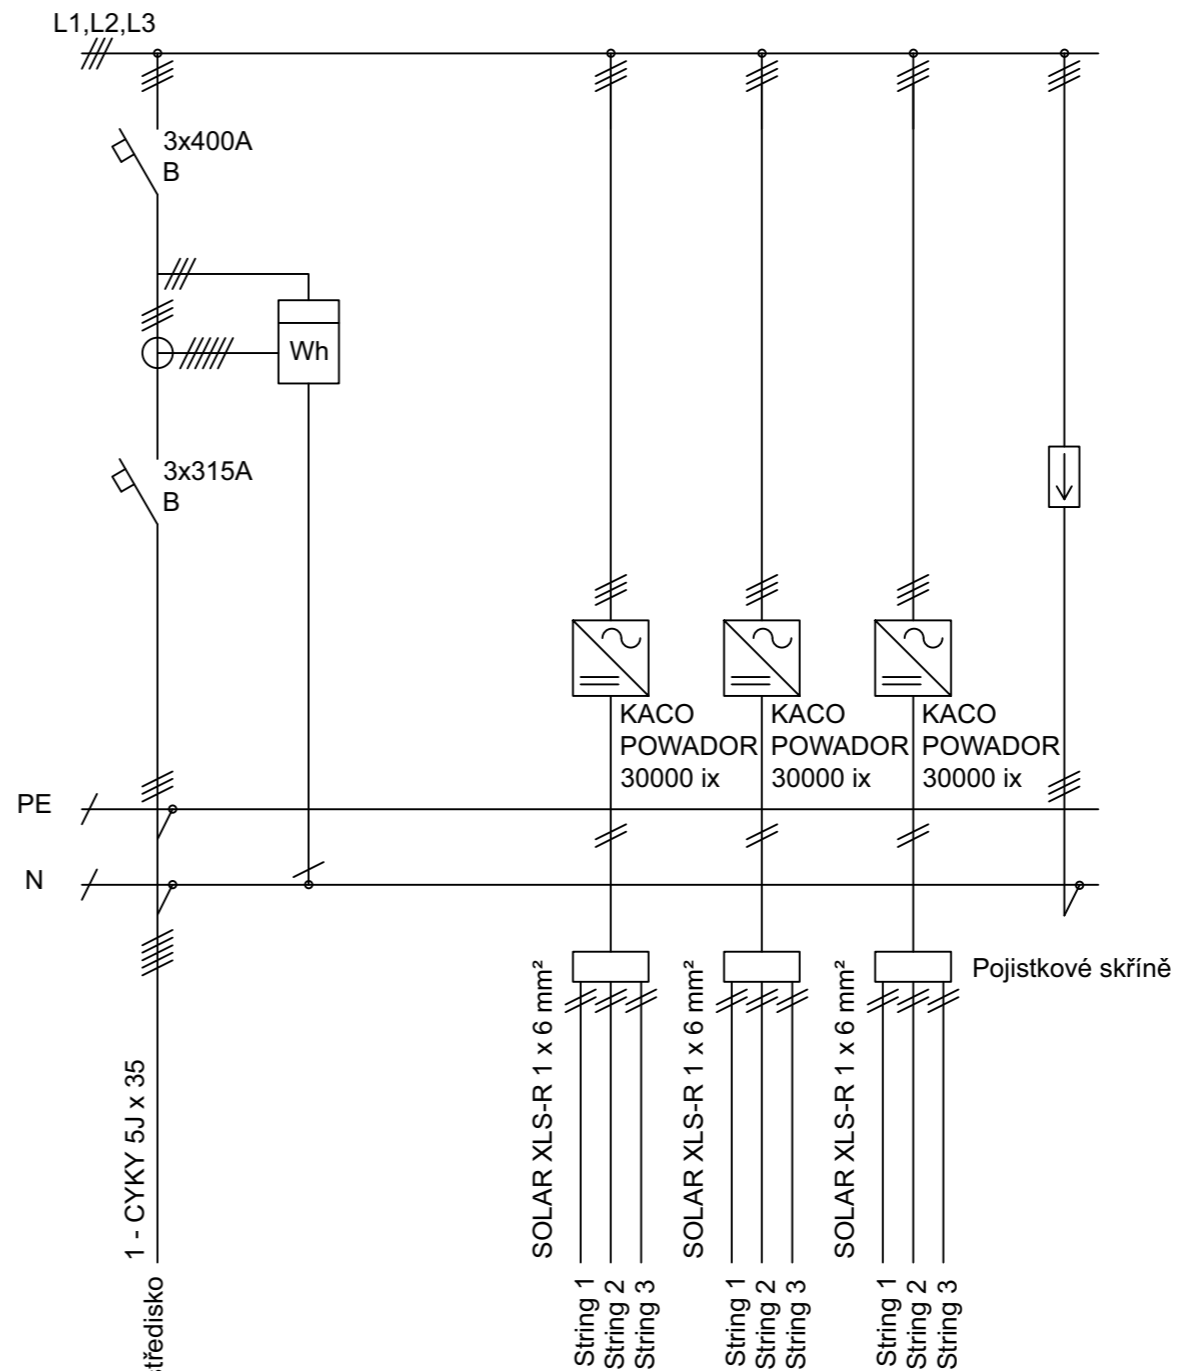 L1,L2,L3
3x400A
B
Wh
3x315A
B
KACO
POWADOR
30000 ix
KACO
POWADOR
30000 ix
KACO
POWADOR
30000 ix
PE
N
Pojistkové skříně
1 - CYKY 5J x 35
SOLAR XLS-R 1 x 6 mm²
SOLAR XLS-R 1 x 6 mm²
SOLAR XLS-R 1 x 6 mm²
String 1
String 2
String 3
String 1
String 2
String 3
String 1
String 2
String 3